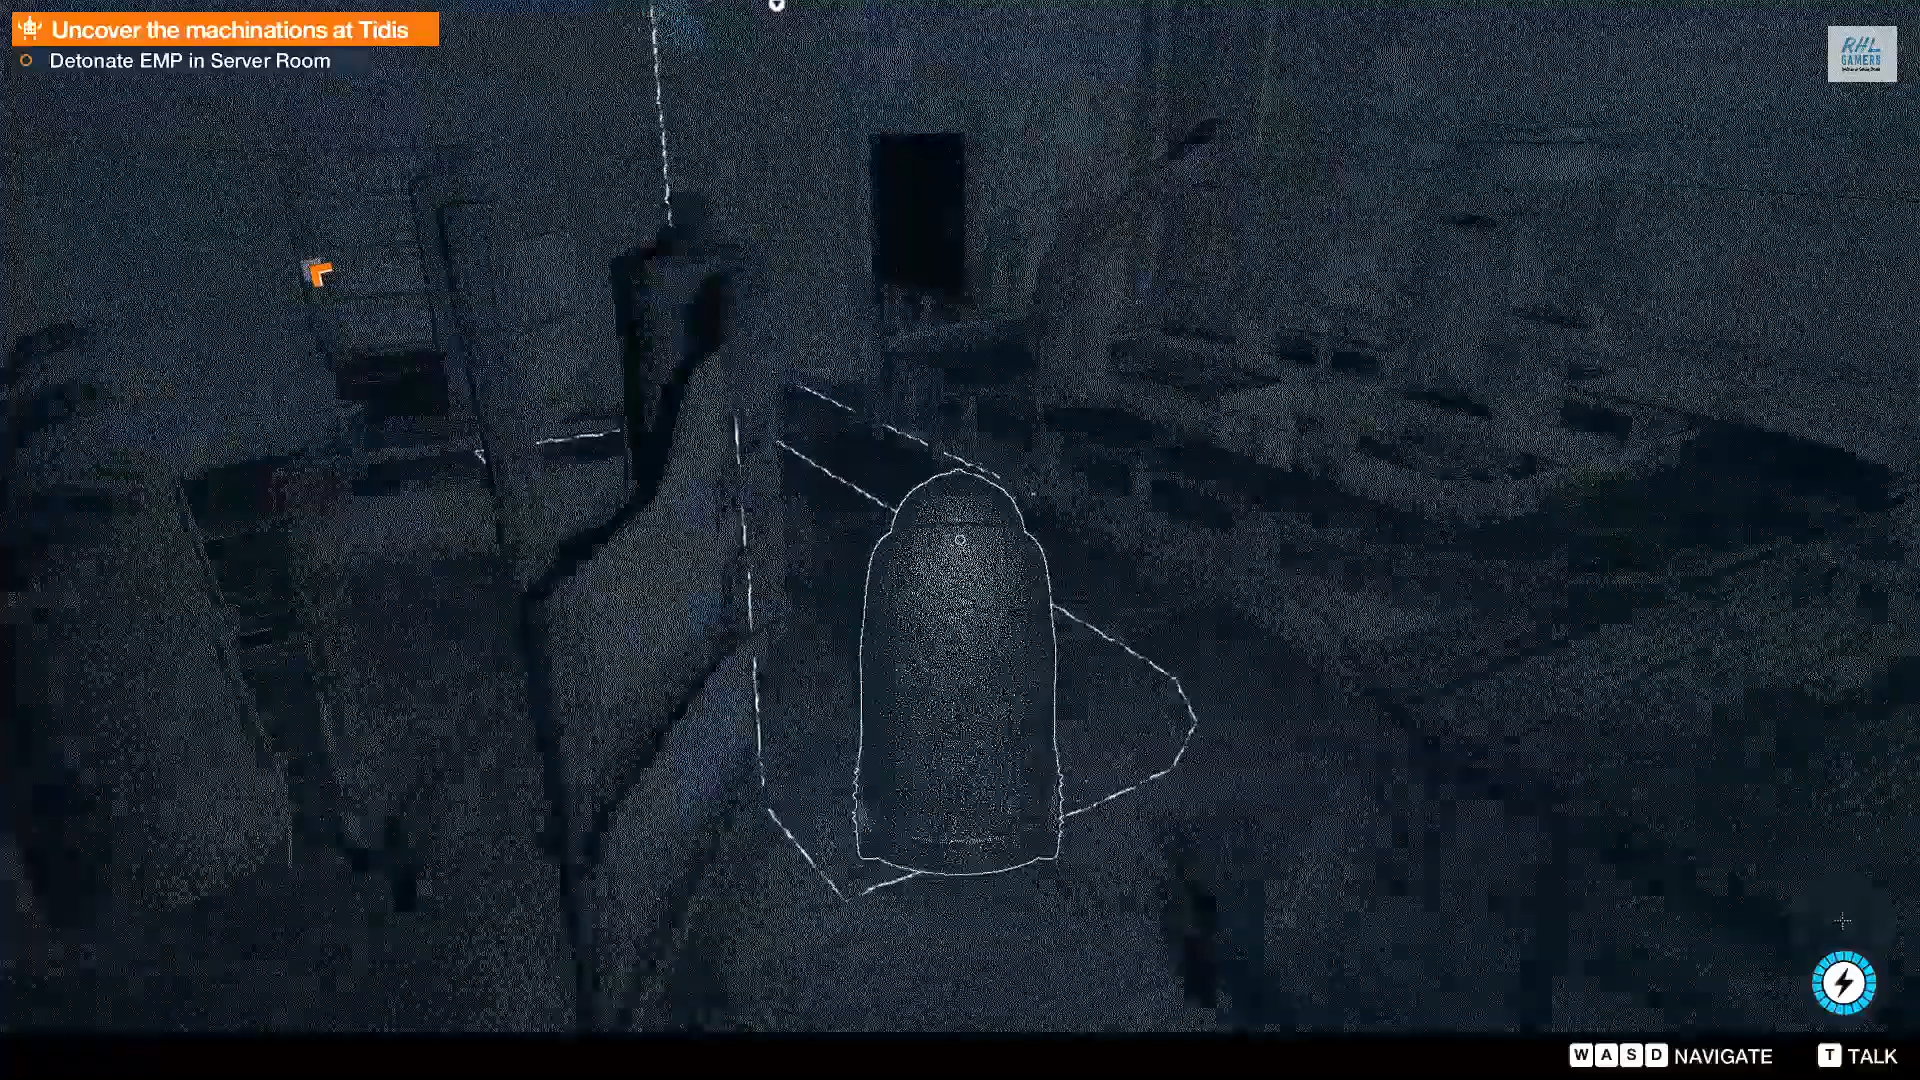 Uncover the machinations at Tidis
Detonate EMP in Server Room
RHL
GAMERS
W A S D NAVIGATE
T TALK